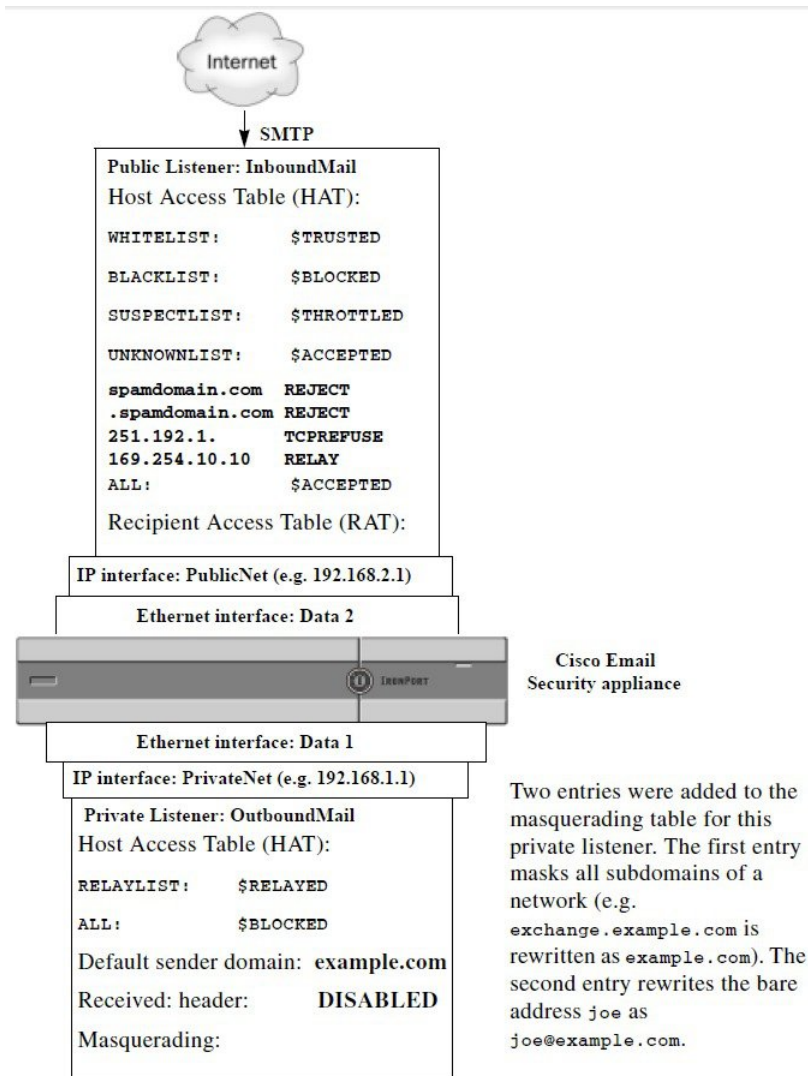 Internet
SMTP
Public Listener: InboundMail
Host Access Table (HAT):
WHITELIST: $TRUSTED
BLACKLIST: $BLOCKED
SUSPECTLIST: $THROTTLED
UNKNOWNLIST: $ACCEPTED
spamdomain.com REJECT
.spamdomain.com REJECT
251.192.1. TCPREFUSE
169.254.10.10 RELAY
ALL: $ACCEPTED
Recipient Access Table (RAT):
IP interface: PublicNet (e.g. 192.168.2.1)
Ethernet interface: Data 2
IRONPORT
Cisco Email
Security appliance
Ethernet interface: Data 1
IP interface: PrivateNet (e.g. 192.168.1.1)
Private Listener: OutboundMail
Host Access Table (HAT):
RELAYLIST: $RELAYED
ALL: $BLOCKED
Default sender domain: example.com
Received: header: DISABLED
Masquerading:
Two entries were added to the
masquerading table for this
private listener. The first entry
masks all subdomains of a
network (e.g.
exchange.example.com is
rewritten as example.com). The
second entry rewrites the bare
address joe as
joe@example.com.